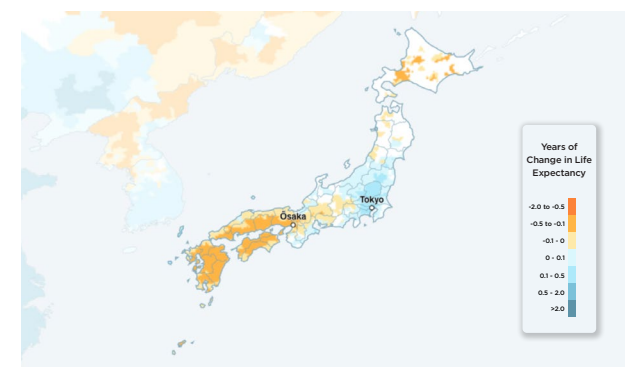 Tokyo
Ōsaka
Years of
Change in Life
Expectancy
-2.0 to -0.5
-0.5 to -0.1
-0.1 - 0
0 - 0.1
0.1 - 0.5
0.5 - 2.0
>2.0